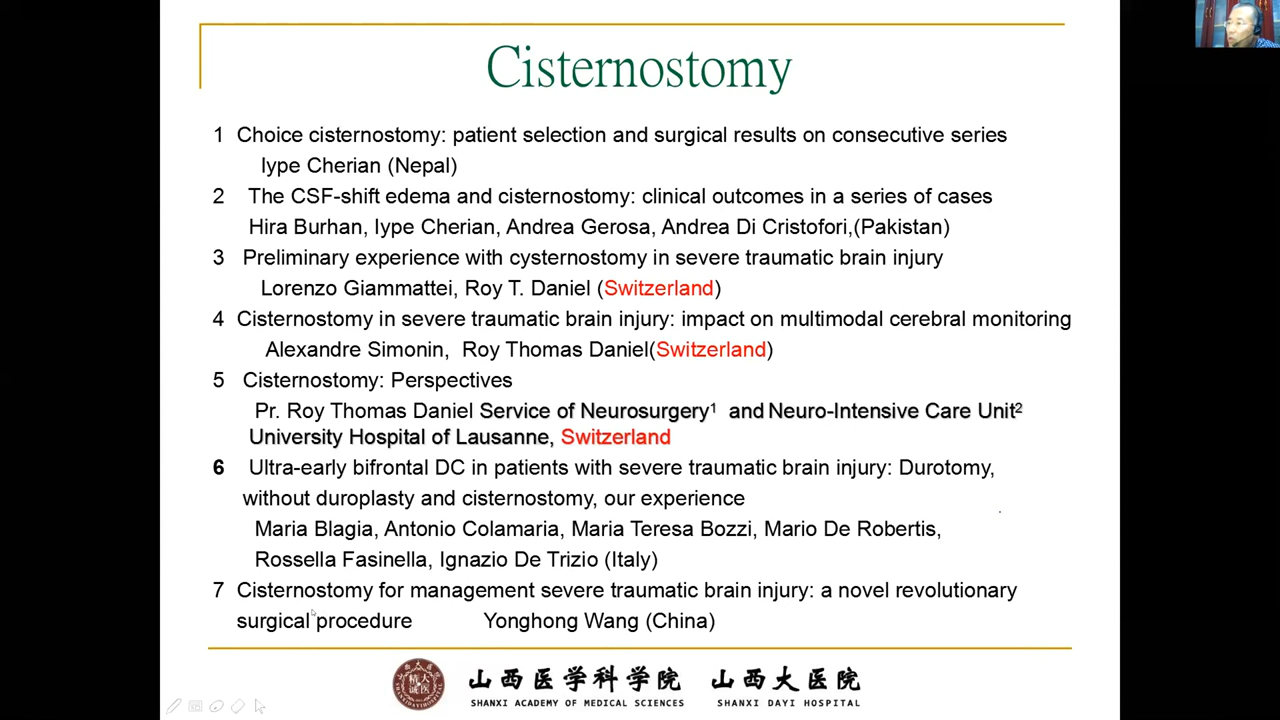 Cisternostomy
1 Choice cisternostomy: patient selection and surgical results on consecutive series
Iype Cherian (Nepal)
2 The CSF-shift edema and cisternostomy: clinical outcomes in a series of cases
Hira Burhan, Iype Cherian, Andrea Gerosa, Andrea Di Cristofori,(Pakistan)
3 Preliminary experience with cysternostomy in severe traumatic brain injury
Lorenzo Giammattei, Roy T. Daniel (Switzerland)
4 Cisternostomy in severe traumatic brain injury: impact on multimodal cerebral monitoring
Alexandre Simonin, Roy Thomas Daniel(Switzerland)
5 Cisternostomy: Perspectives
Pr. Roy Thomas Daniel Service of Neurosurgery¹ and Neuro-Intensive Care Unit²
University Hospital of Lausanne, Switzerland
6 Ultra-early bifrontal DC in patients with severe traumatic brain injury: Durotomy,
without duroplasty and cisternostomy, our experience
Maria Blagia, Antonio Colamaria, Maria Teresa Bozzi, Mario De Robertis,
Rossella Fasinella, Ignazio De Trizio (Italy)
7 Cisternostomy for management severe traumatic brain injury: a novel revolutionary
surgical procedure Yonghong Wang (China)
山西医学科学院 山西大医院
SHANXI ACADEMY OF MEDICAL SCIENCES SHANXI DAYI HOSPITAL